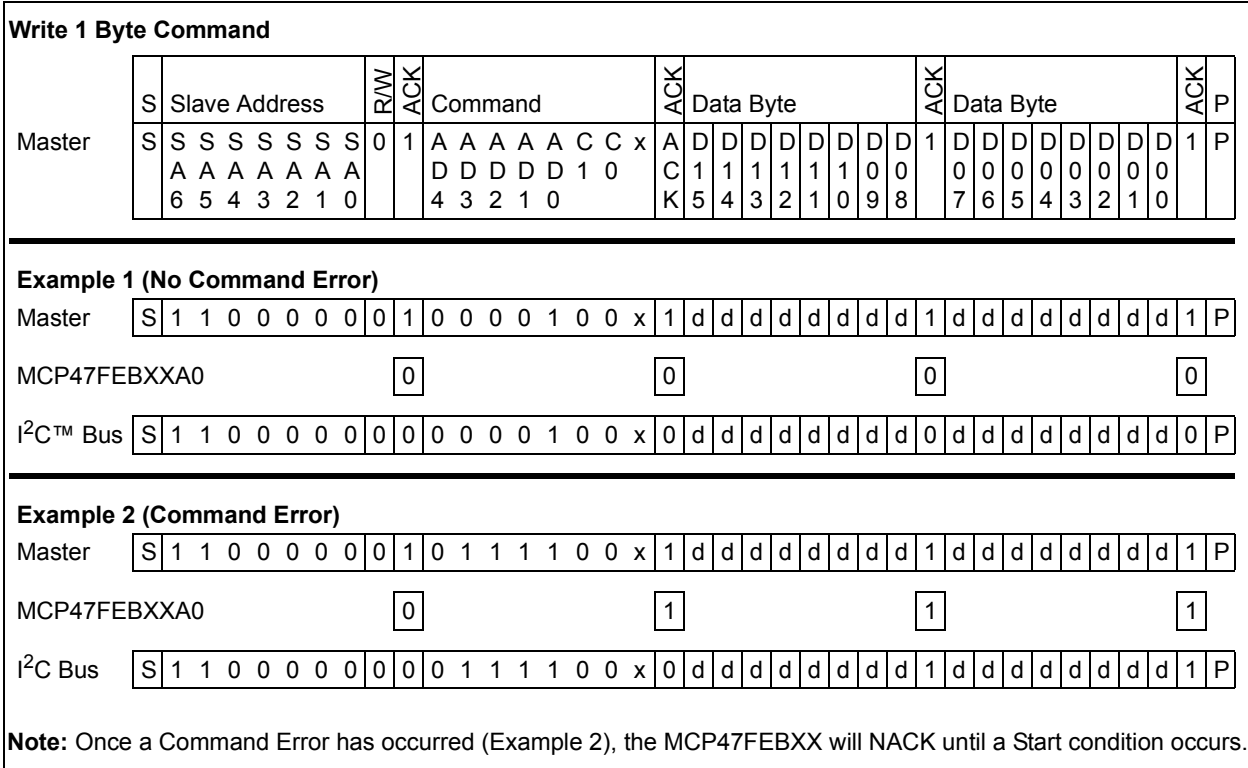 Write 1 Byte Command
S Slave Address R/W ACK Command ACK Data Byte ACK Data Byte ACK P
Master S S S S S S S S 0 1 A A A A A C C x A D D D D D D D D 1 D D D D D D D D 1 P
A A A A A A A D D D D D 1 0 C 1 1 1 1 1 1 0 0 0 0 0 0 0 0 0 0
6 5 4 3 2 1 0 4 3 2 1 0 K 5 4 3 2 1 0 9 8 7 6 5 4 3 2 1 0
Example 1 (No Command Error)
Master S 1 1 0 0 0 0 0 0 1 0 0 0 0 1 0 0 x 1 d d d d d d d d 1 d d d d d d d d 1 P
MCP47FEBXXA0 0 0 0 0
I2C™ Bus S 1 1 0 0 0 0 0 0 0 0 0 0 0 1 0 0 x 0 d d d d d d d d 0 d d d d d d d d 0 P
Example 2 (Command Error)
Master S 1 1 0 0 0 0 0 0 1 0 1 1 1 1 0 0 x 1 d d d d d d d d 1 d d d d d d d d 1 P
MCP47FEBXXA0 0 1 1 1
I2C Bus S 1 1 0 0 0 0 0 0 0 0 1 1 1 1 0 0 x 0 d d d d d d d d 1 d d d d d d d d 1 P
Note: Once a Command Error has occurred (Example 2), the MCP47FEBXX will NACK until a Start condition occurs.